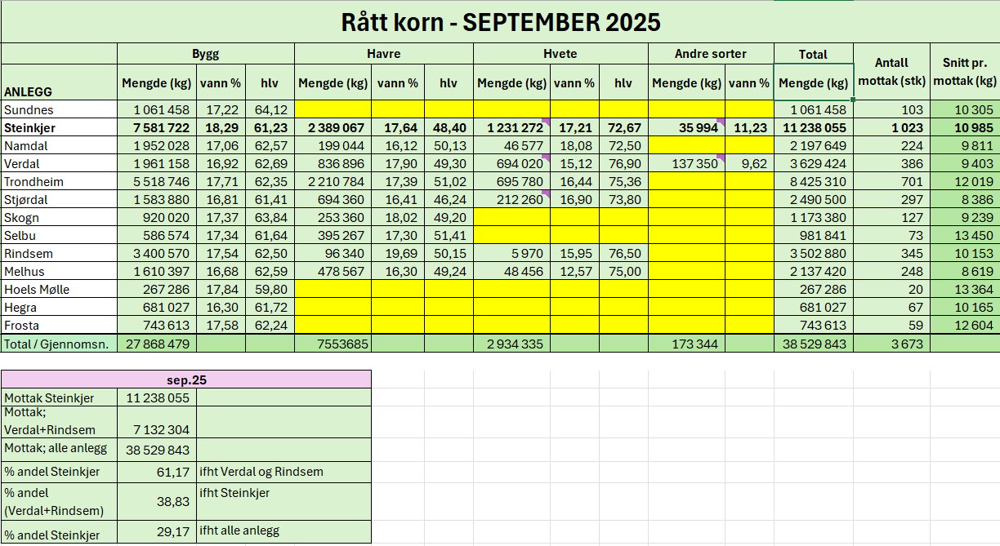 Rått korn - SEPTEMBER 2025
Bygg Havre Hvete Andre sorter Total Antall mottak (stk) Snitt pr. mottak (kg)
ANLEGG Mengde (kg) vann % hlv Mengde (kg) vann % hlv Mengde (kg) vann % hlv Mengde (kg) vann % Mengde (kg)
Sundnes 1 061 458 17,22 64,12 1 061 458 103 10 305
Steinkjer 7 581 722 18,29 61,23 2 389 067 17,64 48,40 1 231 272 17,21 72,67 35 994 11,23 11 238 055 1 023 10 985
Namdal 1 952 028 17,06 62,57 199 044 16,12 50,13 46 577 18,08 72,50 2 197 649 224 9 811
Verdal 1 961 158 16,92 62,69 836 896 17,90 49,30 694 020 15,12 76,90 137 350 9,62 3 629 424 386 9 403
Trondheim 5 518 746 17,71 62,35 2 210 784 17,39 51,02 695 780 16,44 75,36 8 425 310 701 12 019
Stjørdal 1 583 880 16,81 61,41 694 360 16,41 46,24 212 260 16,90 73,80 2 490 500 297 8 386
Skogn 920 020 17,37 63,84 253 360 18,02 49,20 1 173 380 127 9 239
Selbu 586 574 17,34 61,64 395 267 17,30 51,41 981 841 73 13 450
Rindsem 3 400 570 17,54 62,50 96 340 19,69 50,15 5 970 15,95 76,50 3 502 880 345 10 153
Melhus 1 610 397 16,68 62,59 478 567 16,30 49,24 48 456 12,57 75,00 2 137 420 248 8 619
Hoels Mølle 267 286 17,84 59,80 267 286 20 13 364
Hegra 681 027 16,30 61,72 681 027 67 10 165
Frosta 743 613 17,58 62,24 743 613 59 12 604
Total / Gjennomsn. 27 868 479 7553685 2 934 335 173 344 38 529 843 3 673
sep.25
Mottak Steinkjer 11 238 055
Mottak;
Verdal+Rindsem 7 132 304
Mottak; alle anlegg 38 529 843
% andel Steinkjer 61,17 ifht Verdal og Rindsem
% andel
(Verdal+Rindsem) 38,83 ifht Steinkjer
% andel Steinkjer 29,17 ifht alle anlegg